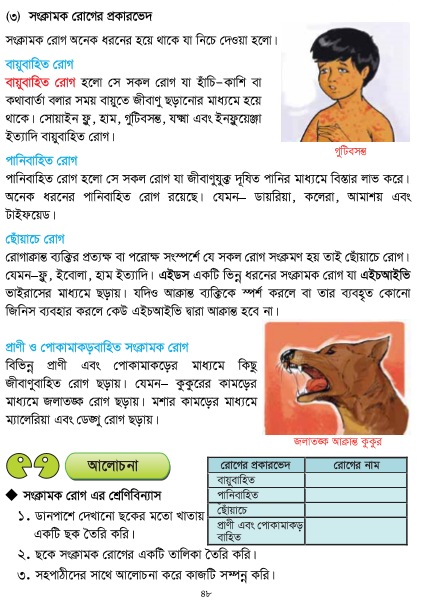 (৩) সংক্রামক রোগের প্রকারভেদ
সংক্রামক রোগ অনেক ধরনের হয়ে থাকে যা নিচে দেওয়া হলো।
বায়ুবাহিত রোগ
বায়ুবাহিত রোগ হলো সে সকল রোগ যা হাঁচি–কাশি বা
কথাবার্তা বলার সময় বায়ুতে জীবাণু ছড়ানোর মাধ্যমে হয়ে
থাকে। সোয়াইন ফ্লু, হাম, গুটিবসন্ত, যক্ষ্মা এবং ইনফ্লুয়েঞ্জা
ইত্যাদি বায়ুবাহিত রোগ।
গুটিবসন্ত
পানিবাহিত রোগ
পানিবাহিত রোগ হলো সে সকল রোগ যা জীবাণুযুক্ত দূষিত পানির মাধ্যমে বিস্তার লাভ করে।
অনেক ধরনের পানিবাহিত রোগ রয়েছে। যেমন– ডায়রিয়া, কলেরা, আমাশয় এবং
টাইফয়েড।
ছোঁয়াচে রোগ
রোগাক্রান্ত ব্যক্তির প্রত্যক্ষ বা পরোক্ষ সংস্পর্শে যে সকল রোগ সংক্রমণ হয় তাই ছোঁয়াচে রোগ।
যেমন–ফ্লু, ইবোলা, হাম ইত্যাদি। এইডস একটি ভিন্ন ধরনের সংক্রামক রোগ যা এইচআইভি
ভাইরাসের মাধ্যমে ছড়ায়। যদিও আক্রান্ত ব্যক্তিকে স্পর্শ করলে বা তার ব্যবহৃত কোনো
জিনিস ব্যবহার করলে কেউ এইচআইভি দ্বারা আক্রান্ত হবে না।
প্রাণী ও পোকামাকড়বাহিত সংক্রামক রোগ
বিভিন্ন প্রাণী এবং পোকামাকড়ের মাধ্যমে কিছু
জীবাণুবাহিত রোগ ছড়ায়। যেমন– কুকুরের কামড়ের
মাধ্যমে জলাতঙ্ক রোগ ছড়ায়। মশার কামড়ের মাধ্যমে
ম্যালেরিয়া এবং ডেঙ্গু রোগ ছড়ায়।
জলাতঙ্ক আক্রান্ত কুকুর
আলোচনা
◆ সংক্রামক রোগ এর শ্রেণিবিন্যাস
১. ডানপাশে দেখানো ছকের মতো খাতায়
একটি ছক তৈরি করি।
২. ছকে সংক্রামক রোগের একটি তালিকা তৈরি করি।
৩. সহপাঠীদের সাথে আলোচনা করে কাজটি সম্পন্ন করি।
রোগের প্রকারভেদ রোগের নাম
বায়ুবাহিত
পানিবাহিত
ছোঁয়াচে
প্রাণী এবং পোকামাকড়
বাহিত
৪৮